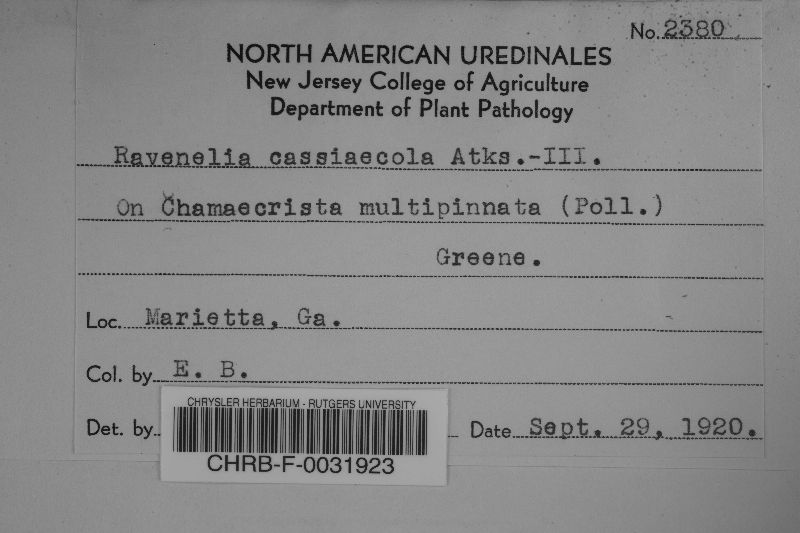 No. 2380
NORTH AMERICAN UREDINALES
New Jersey College of Agriculture
Department of Plant Pathology
Ravenelia cassiaecola Atks.-III.
On Chamaecrista multipinnata (Poll.)
Greene.
Loc. Marietta, Ga.
Col. by E. B.
Det. by
Date Sept. 29, 1920.
CHRYSLER HERBARIUM - RUTGERS UNIVERSITY
CHRB-F-0031923